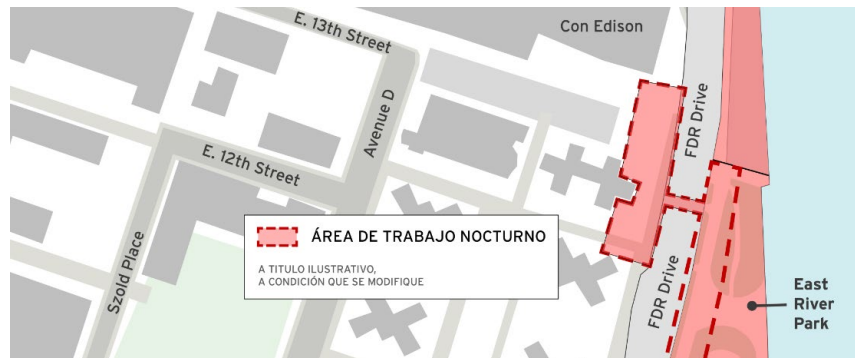 E. 13th Street
Con Edison
Avenue D
FDR Drive
E. 12th Street
Szold Place
ÁREA DE TRABAJO NOCTURNO
A TITULO ILUSTRATIVO,
A CONDICIÓN QUE SE MODIFIQUE
FDR Drive
East
River
Park